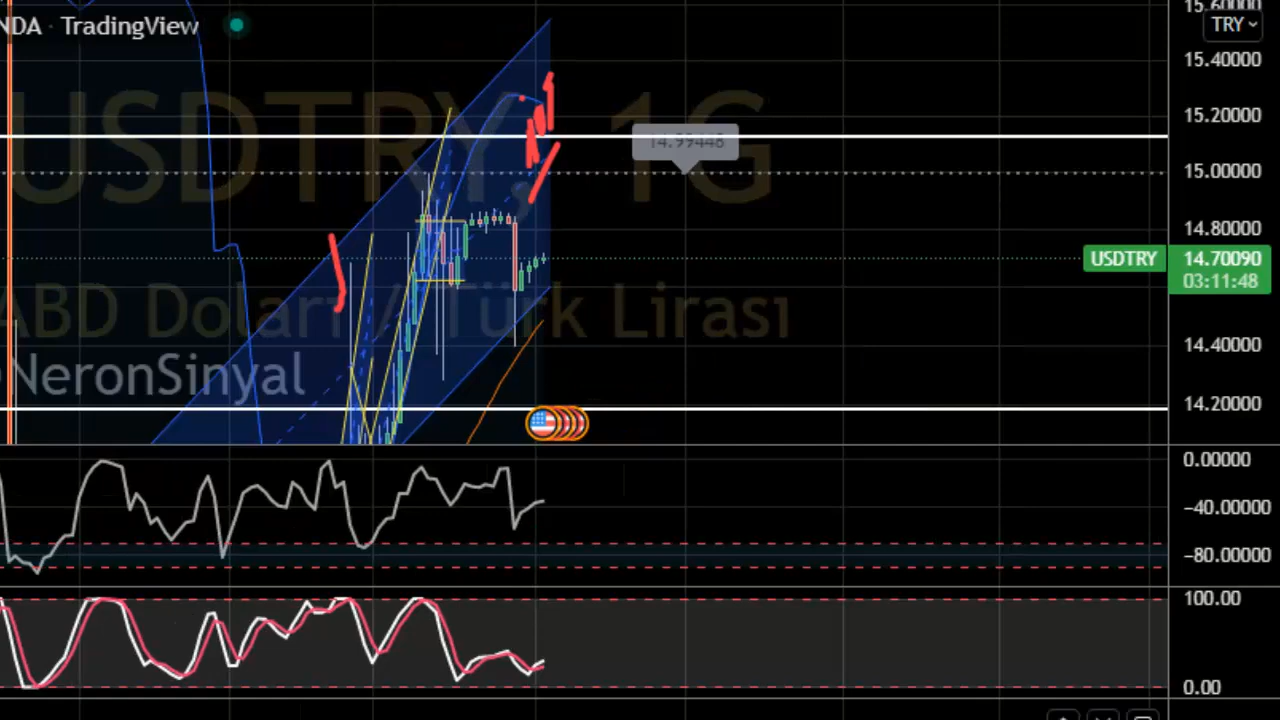 NDA · TradingView
15.60000
TRY
15.40000
15.20000
USDTRY, 1G
14.99448
15.00000
14.80000
USDTRY 14.70090
03:11:48
ABD Doları / Türk Lirası
14.40000
NeronSinyal
14.20000
0.00000
-40.00000
-80.00000
100.00
0.00